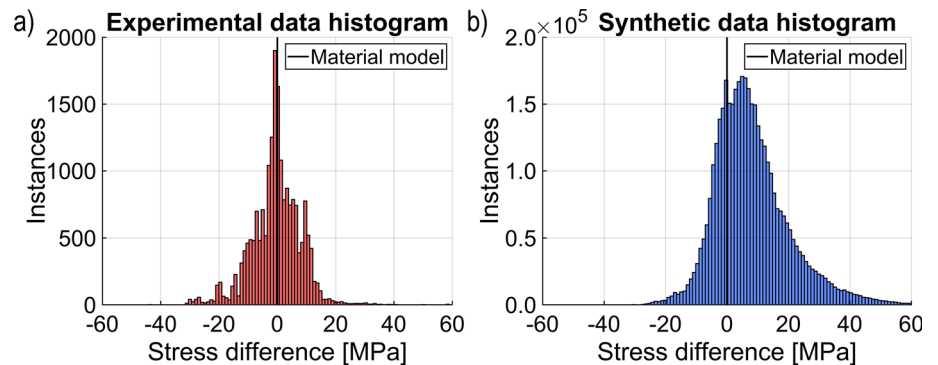 a) Experimental data histogram
2000
1500
1000
500
0
Instances
-60 -40 -20 0 20 40 60
Stress difference [MPa]
Material model
b) Synthetic data histogram
×10⁵
2.0
1.5
1.0
0.5
0.0
Instances
-60 -40 -20 0 20 40 60
Stress difference [MPa]
Material model